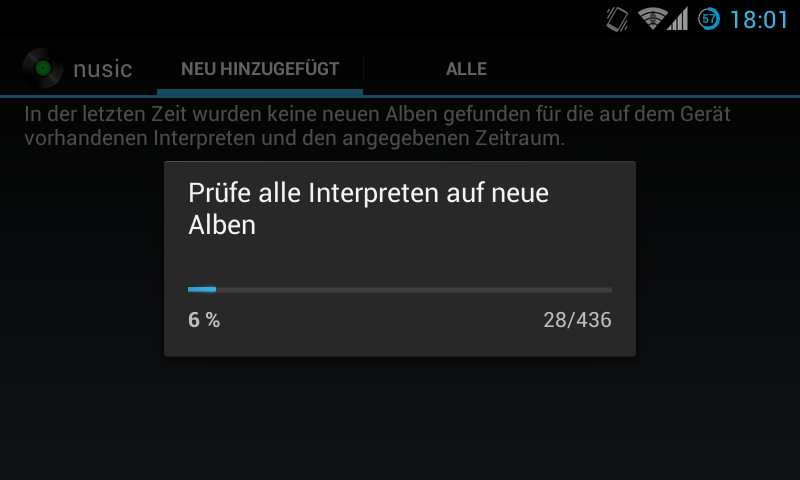 57 18:01
nusic NEU HINZUGEFÜGT ALLE
In der letzten Zeit wurden keine neuen Alben gefunden für die auf dem Gerät
vorhandenen Interpreten und den angegebenen Zeitraum.
Prüfe alle Interpreten auf neue
Alben
6 % 28/436